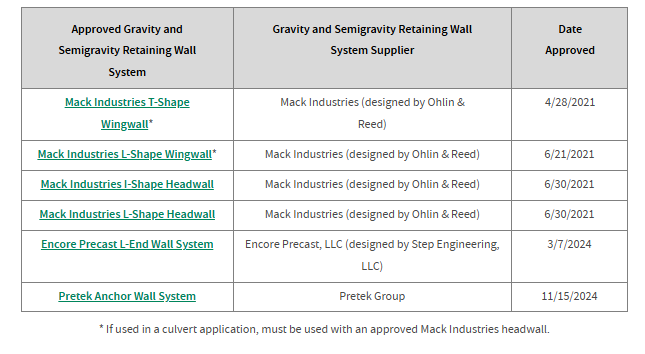 Approved Gravity and
Semigravity Retaining Wall
System
Gravity and Semigravity Retaining Wall
System Supplier
Date
Approved
Mack Industries T-Shape
Wingwall*
Mack Industries (designed by Ohlin &
Reed)
4/28/2021
Mack Industries L-Shape Wingwall*
Mack Industries (designed by Ohlin & Reed)
6/21/2021
Mack Industries I-Shape Headwall
Mack Industries (designed by Ohlin & Reed)
6/30/2021
Mack Industries L-Shape Headwall
Mack Industries (designed by Ohlin & Reed)
6/30/2021
Encore Precast L-End Wall System
Encore Precast, LLC (designed by Step Engineering,
LLC)
3/7/2024
Pretek Anchor Wall System
Pretek Group
11/15/2024
* If used in a culvert application, must be used with an approved Mack Industries headwall.